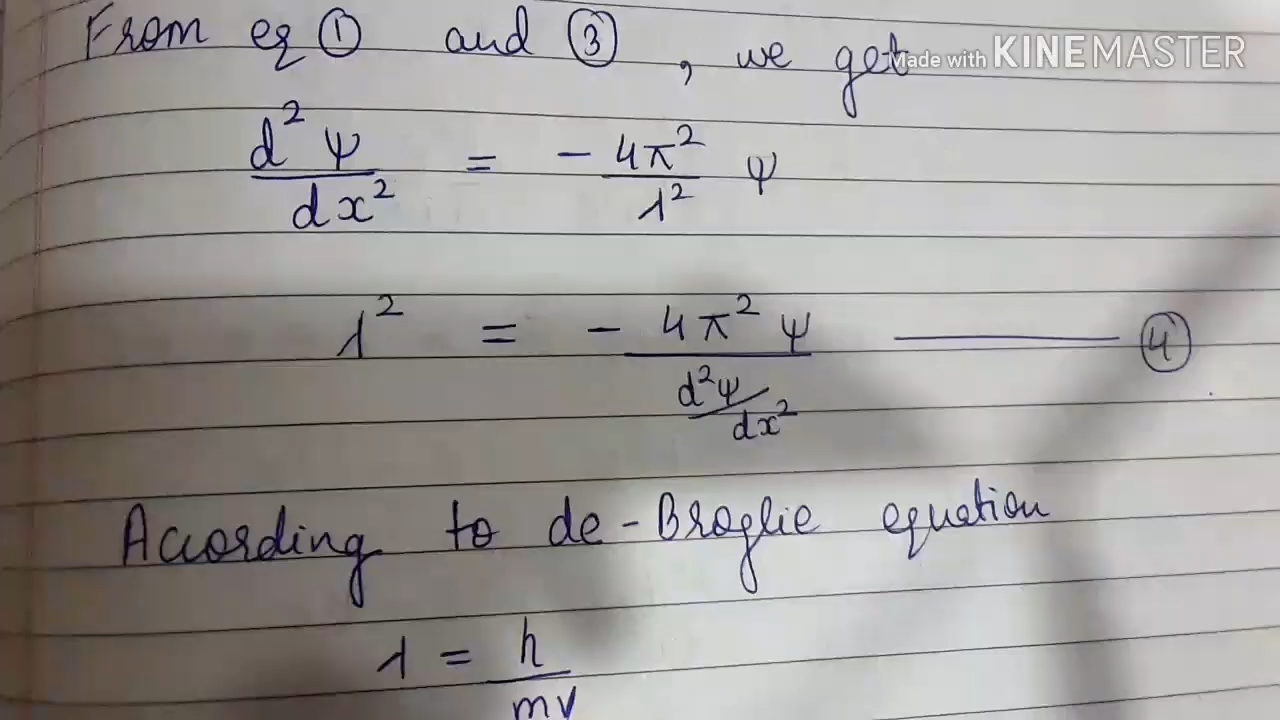 From eq ① and ③, we get
Made with KINEMASTER
d²ψ/dx² = - 4π²/λ² ψ
λ² = - 4π²ψ / d²ψ/dx² ——— ④
According to de-Broglie equation
λ = h/mv